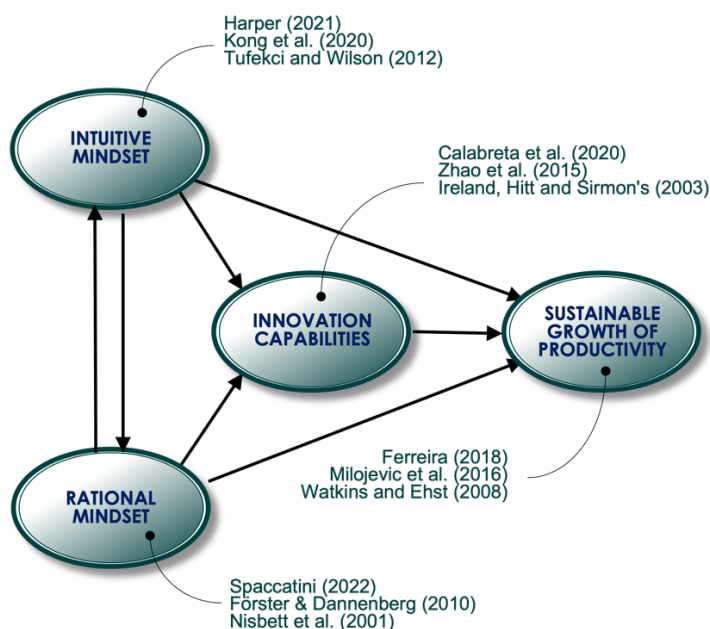 Harper (2021)
Kong et al. (2020)
Tufekci and Wilson (2012)
INTUITIVE
MINDSET
Calabreta et al. (2020)
Zhao et al. (2015)
Ireland, Hitt and Sirmon's (2003)
INNOVATION
CAPABILITIES
SUSTAINABLE
GROWTH OF
PRODUCTIVITY
Ferreira (2018)
Milojevic et al. (2016)
Watkins and Ehst (2008)
RATIONAL
MINDSET
Spaccatini (2022)
Förster & Dannenberg (2010)
Nisbett et al. (2001)